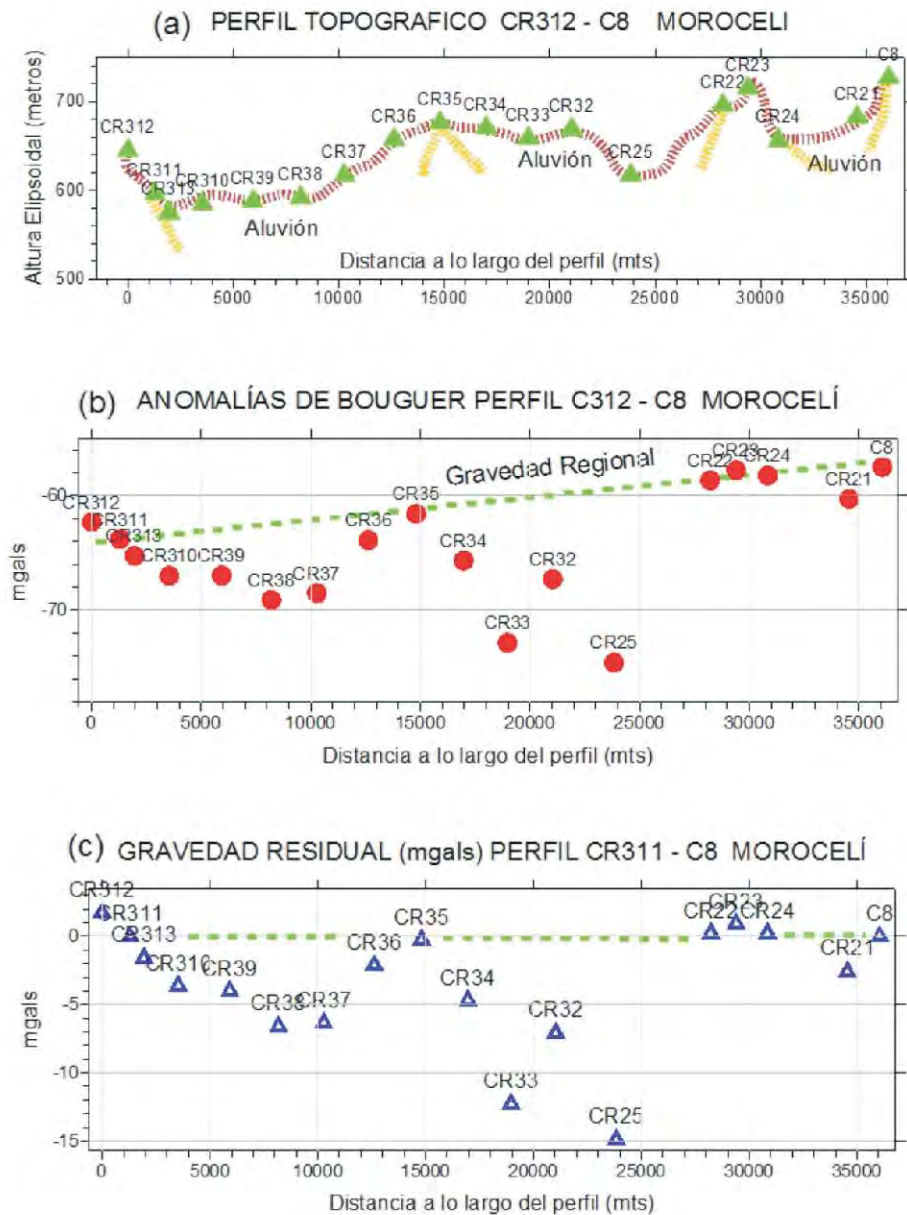 (a) PERFIL TOPOGRAFICO CR312 - C8 MOROCELI
Altura Elipsoidal (metros)
700
600
500
CR312
CR311
CR313
CR310
CR39
CR38
CR37
CR36
CR35
CR34
CR33
CR32
CR25
CR22
CR23
CR24
CR21
C8
Aluvión
Aluvión
Aluvión
Distancia a lo largo del perfil (mts)
0 5000 10000 15000 20000 25000 30000 35000
(b) ANOMALÍAS DE BOUGUER PERFIL C312 - C8 MOROCELÍ
mgals
-60
-70
Gravedad Regional
CR312
CR311
CR313
CR310
CR39
CR38
CR37
CR36
CR35
CR34
CR33
CR32
CR25
CR22
CR23
CR24
CR21
C8
0 5000 10000 15000 20000 25000 30000 35000
Distancia a lo largo del perfil (mts)
(c) GRAVEDAD RESIDUAL (mgals) PERFIL CR311 - C8 MOROCELÍ
mgals
0
-5
-10
-15
CR312
CR311
CR313
CR310
CR39
CR38
CR37
CR36
CR35
CR34
CR33
CR32
CR25
CR22
CR23
CR24
CR21
C8
0 5000 10000 15000 20000 25000 30000 35000
Distancia a lo largo del perfil (mts)